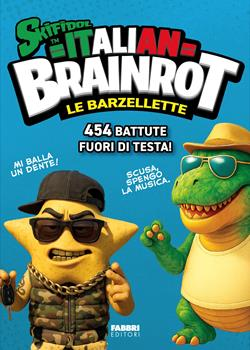 SKIFIDOL
TM
=ITALIAN=
BRAINROT
LE BARZELLETTE
454 BATTUTE
FUORI DI TESTA!
MI BALLA
UN DENTE!
SCUSA,
SPENGO
LA MUSICA.
FABBRI
EDITORI